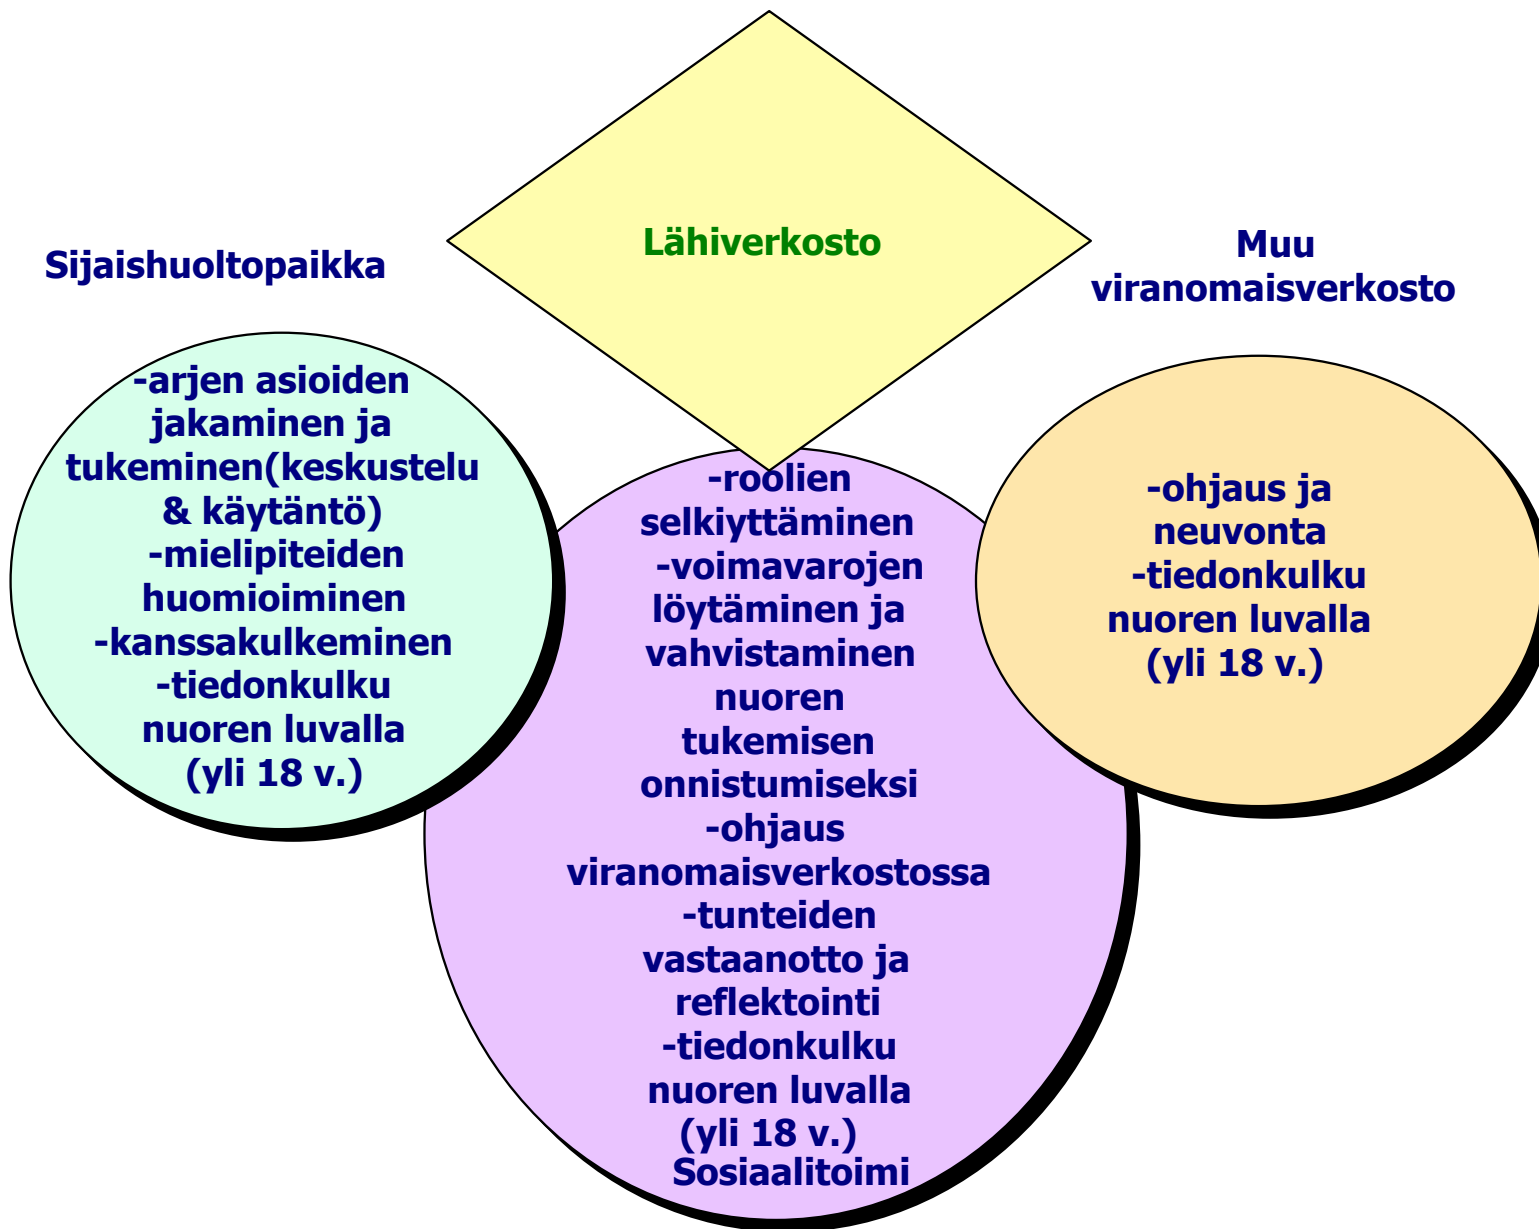 Lähiverkosto
Sijaishuoltopaikka
-arjen asioiden
jakaminen ja
tukeminen(keskustelu
& käytäntö)
-mielipiteiden
huomioiminen
-kanssakulkeminen
-tiedonkulku
nuoren luvalla
(yli 18 v.)
-roolien
selkiyttäminen
-voimavarojen
löytäminen ja
vahvistaminen
nuoren
tukemisen
onnistumiseksi
-ohjaus
viranomaisverkostossa
-tunteiden
vastaanotto ja
reflektointi
-tiedonkulku
nuoren luvalla
(yli 18 v.)
Sosiaalitoimi
Muu
viranomaisverkosto
-ohjaus ja
neuvonta
-tiedonkulku
nuoren luvalla
(yli 18 v.)